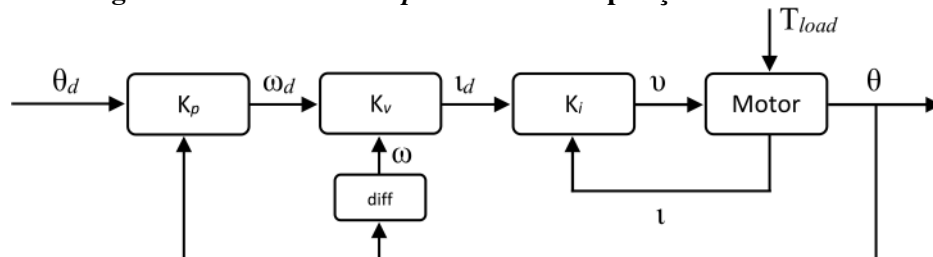 T_load
θ_d
K_p
ω_d
K_v
ι_d
K_i
υ
Motor
θ
ω
diff
ι